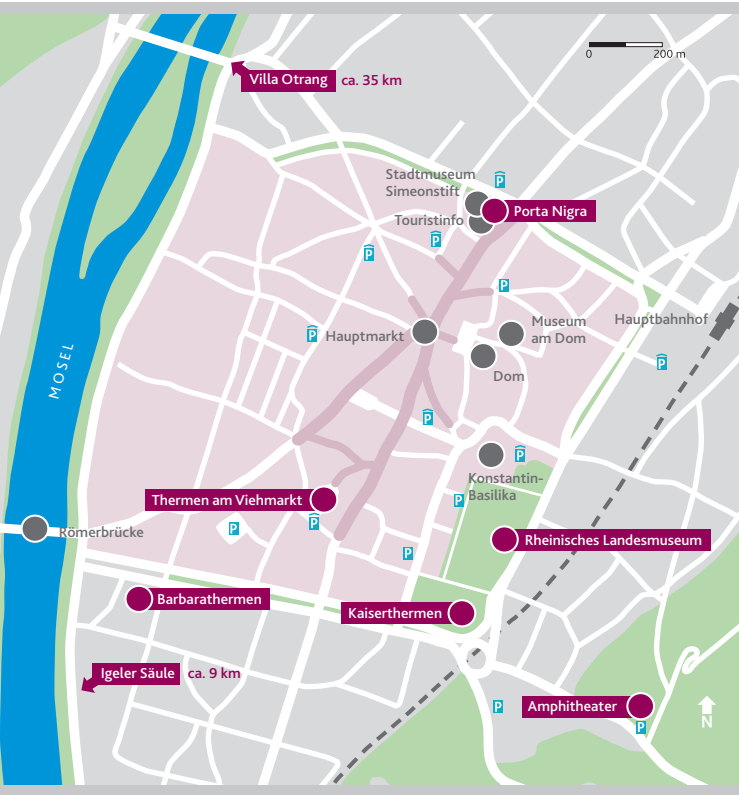 0 200 m
Villa Otrang ca. 35 km
Stadtmuseum
Simeonstift
P
Porta Nigra
Touristinfo
P
P
P
Hauptbahnhof
Museum
am Dom
P
Hauptmarkt
P
Dom
MOSEL
P
Konstantin-
Basilika
P
Thermen am Viehmarkt
P
P
P
Römerbrücke
Rheinisches Landesmuseum
P
Barbarathermen
Kaiserthermen
Igeler Säule ca. 9 km
P
Amphitheater
P
N